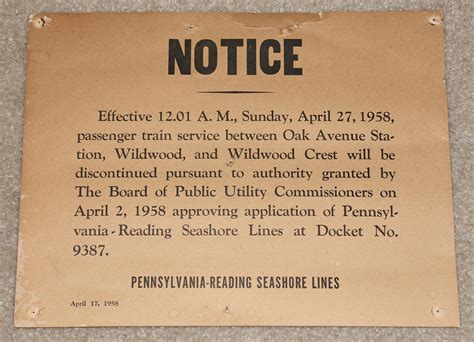 NOTICE
Effective 12.01 A. M., Sunday, April 27, 1958,
passenger train service between Oak Avenue Sta-
tion, Wildwood, and Wildwood Crest will be
discontinued pursuant to authority granted by
The Board of Public Utility Commissioners on
April 2, 1958 approving application of Pennsyl-
vania-Reading Seashore Lines at Docket No.
9387.
PENNSYLVANIA-READING SEASHORE LINES
April 17, 1958